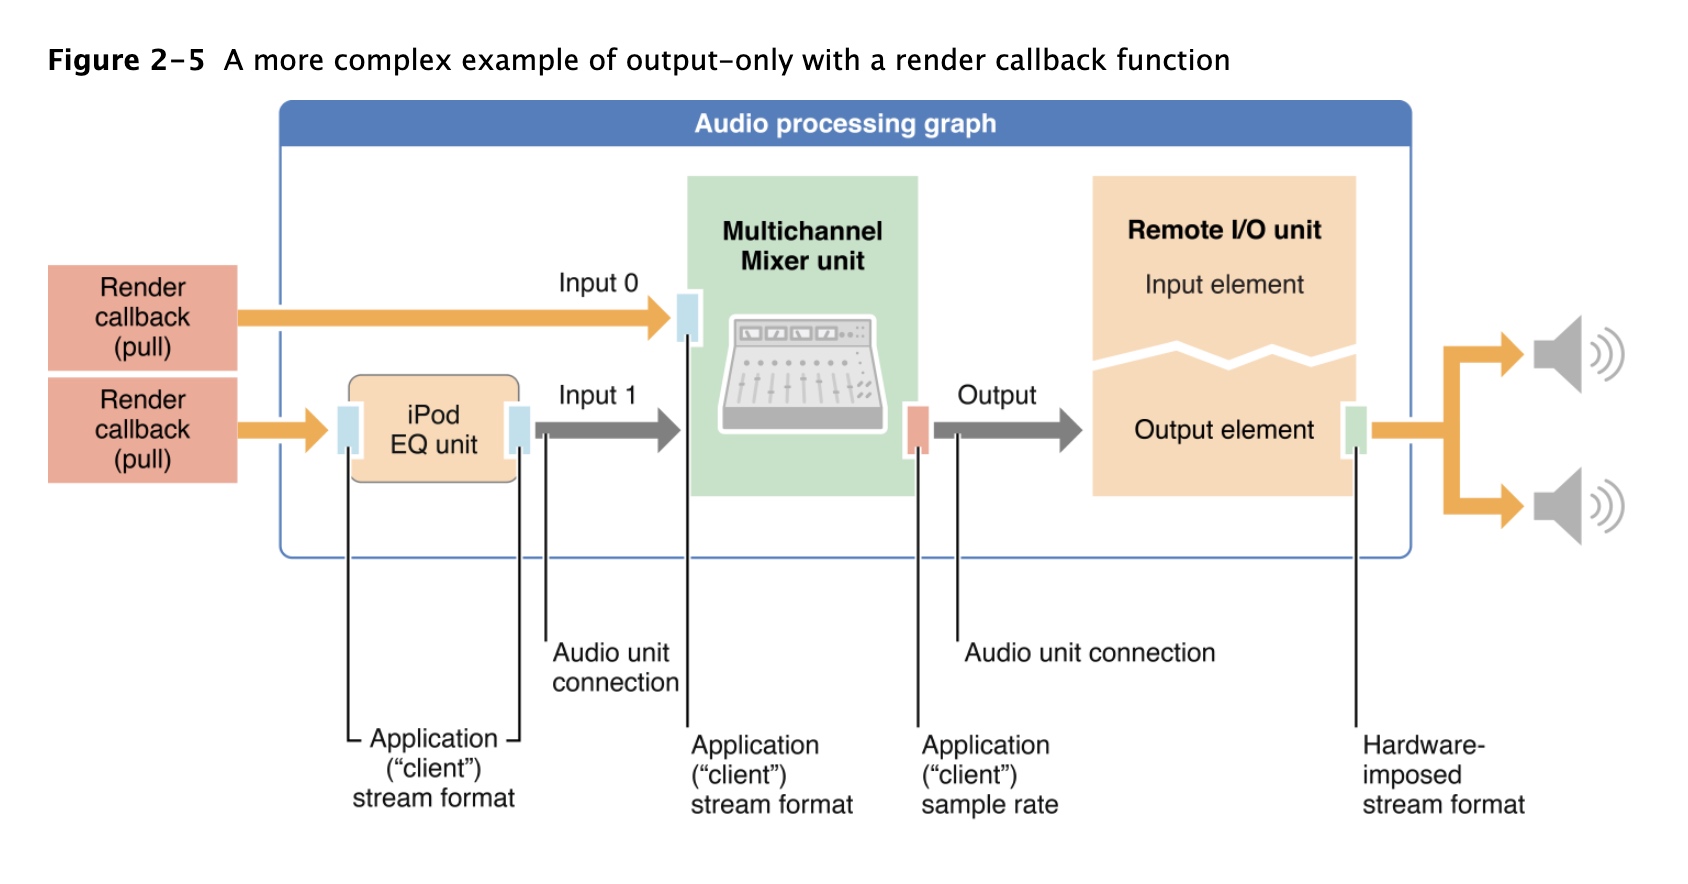 Figure 2-5 A more complex example of output-only with a render callback function
Audio processing graph
Render
callback
(pull)
Render
callback
(pull)
iPod
EQ unit
Input 0
Input 1
Multichannel
Mixer unit
Output
Remote I/O unit
Input element
Output element
Audio unit
connection
Audio unit connection
Application
(“client”)
stream format
Application
(“client”)
stream format
Application
(“client”)
sample rate
Hardware-
imposed
stream format